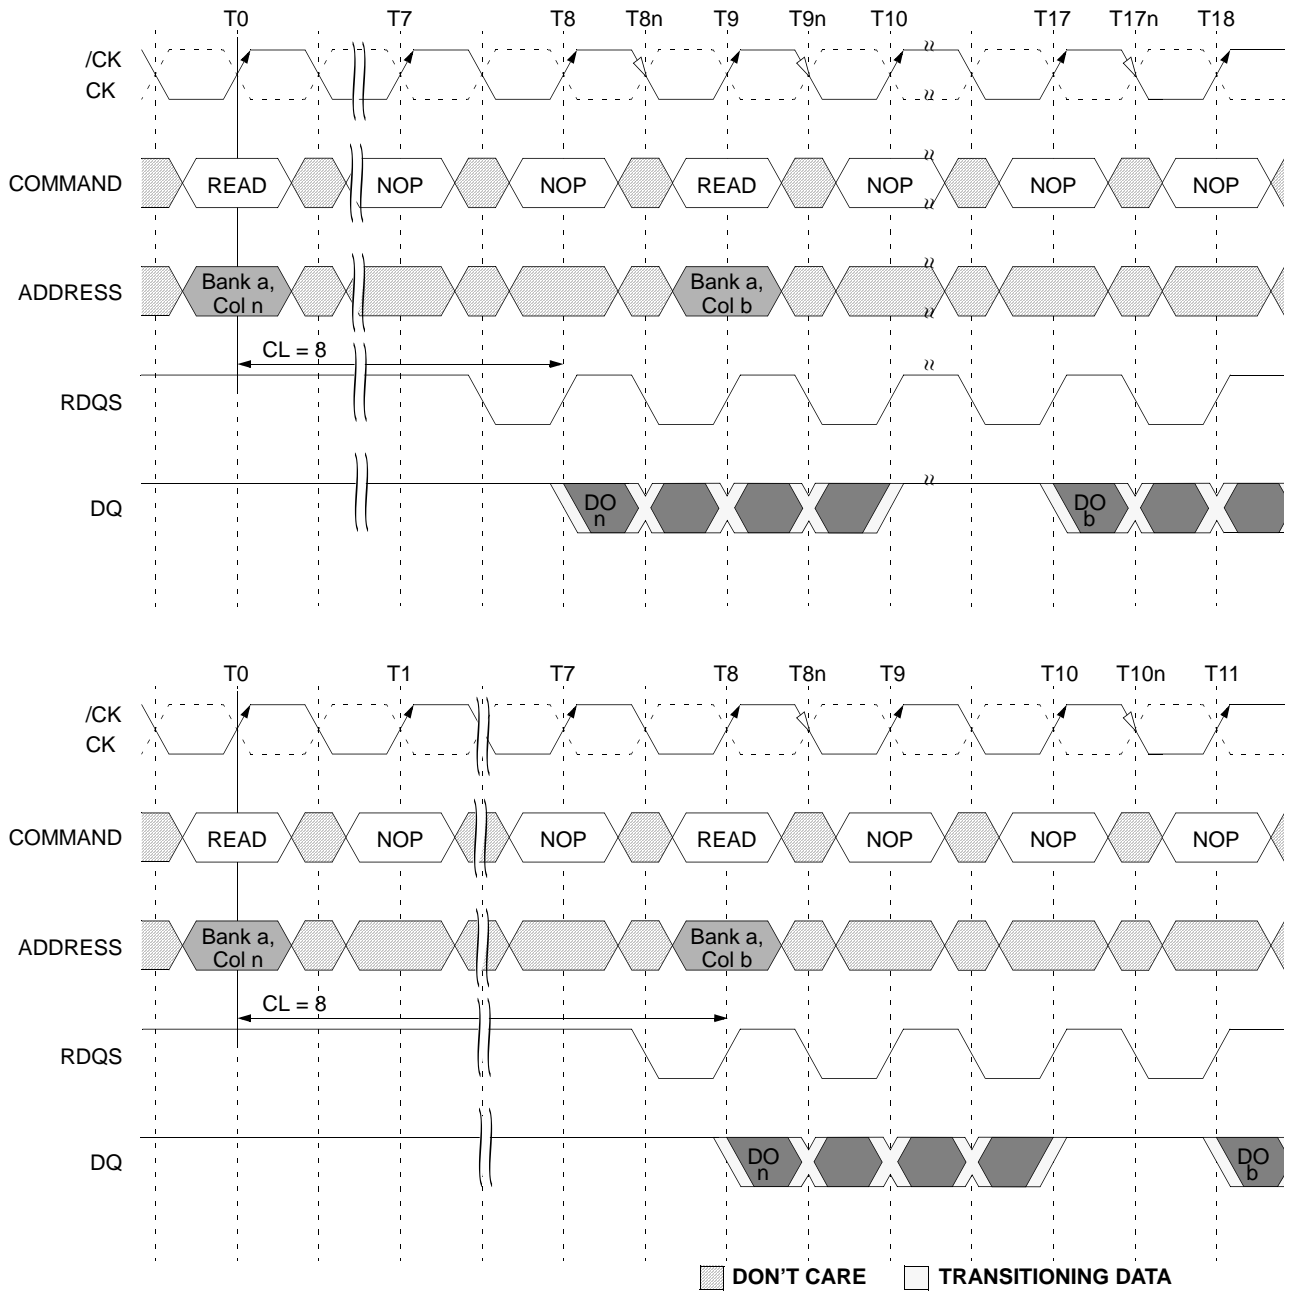 T0 T7 T8 T8n T9 T9n T10 T17 T17n T18
/CK
CK
COMMAND READ NOP NOP READ NOP NOP NOP
ADDRESS Bank a, Col n Bank a, Col b
CL = 8
RDQS
DQ DO n DO b
T0 T1 T7 T8 T8n T9 T10 T10n T11
/CK
CK
COMMAND READ NOP NOP READ NOP NOP NOP
ADDRESS Bank a, Col n Bank a, Col b
CL = 8
RDQS
DQ DO n DO b
DON'T CARE TRANSITIONING DATA